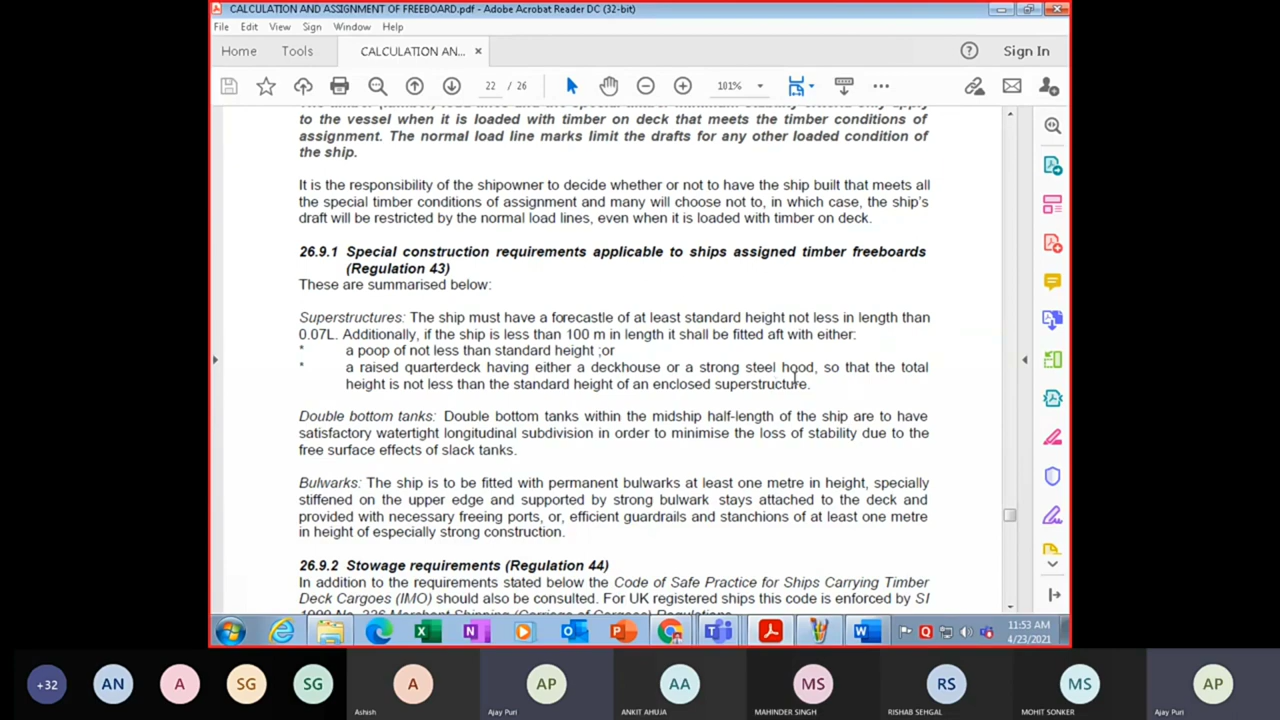 CALCULATION AND ASSIGNMENT OF FREEBOARD.pdf - Adobe Acrobat Reader DC (32-bit)
File Edit View Sign Window Help
Home Tools CALCULATION AN... × Sign In
22 / 26 101%
to the vessel when it is loaded with timber on deck that meets the timber conditions of
assignment. The normal load line marks limit the drafts for any other loaded condition of
the ship.
It is the responsibility of the shipowner to decide whether or not to have the ship built that meets all
the special timber conditions of assignment and many will choose not to, in which case, the ship's
draft will be restricted by the normal load lines, even when it is loaded with timber on deck.
26.9.1 Special construction requirements applicable to ships assigned timber freeboards
(Regulation 43)
These are summarised below:
Superstructures: The ship must have a forecastle of at least standard height not less in length than
0.07L. Additionally, if the ship is less than 100 m in length it shall be fitted aft with either:
* a poop of not less than standard height ;or
* a raised quarterdeck having either a deckhouse or a strong steel hood, so that the total
height is not less than the standard height of an enclosed superstructure.
Double bottom tanks: Double bottom tanks within the midship half-length of the ship are to have
satisfactory watertight longitudinal subdivision in order to minimise the loss of stability due to the
free surface effects of slack tanks.
Bulwarks: The ship is to be fitted with permanent bulwarks at least one metre in height, specially
stiffened on the upper edge and supported by strong bulwark stays attached to the deck and
provided with necessary freeing ports, or, efficient guardrails and stanchions of at least one metre
in height of especially strong construction.
26.9.2 Stowage requirements (Regulation 44)
In addition to the requirements stated below the Code of Safe Practice for Ships Carrying Timber
Deck Cargoes (IMO) should also be consulted. For UK registered ships this code is enforced by SI
11:53 AM
4/23/2021
+32 AN A SG SG A AP AA MS RS MS AP
Ashish Ajay Puri ANKIT AHUJA MAHINDER SINGH RISHAB SEHGAL MOHIT SONKER Ajay Puri